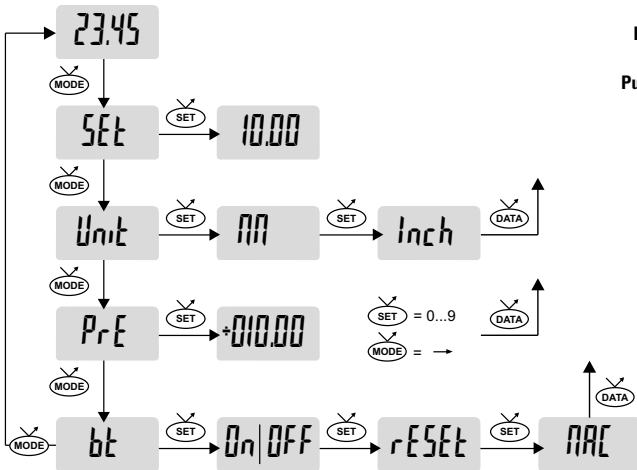 23.45
MODE
SEt SET 10.00
MODE
Unit SET MM SET Inch DATA
MODE
PrE SET +010.00 SET = 0...9 DATA
MODE = →
MODE
DATA
MODE bt SET On|OFF SET rESEt SET MAC
Pu